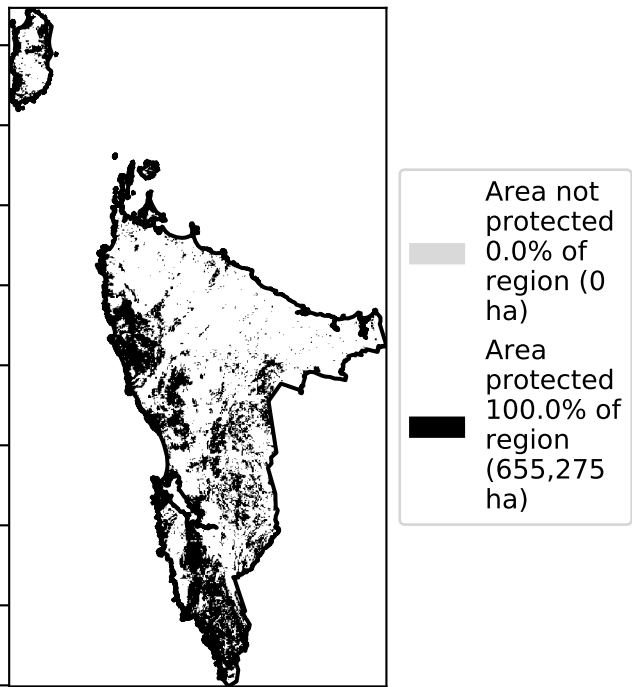 Area not
protected
0.0% of
region (0
ha)
Area
protected
100.0% of
region
(655,275
ha)